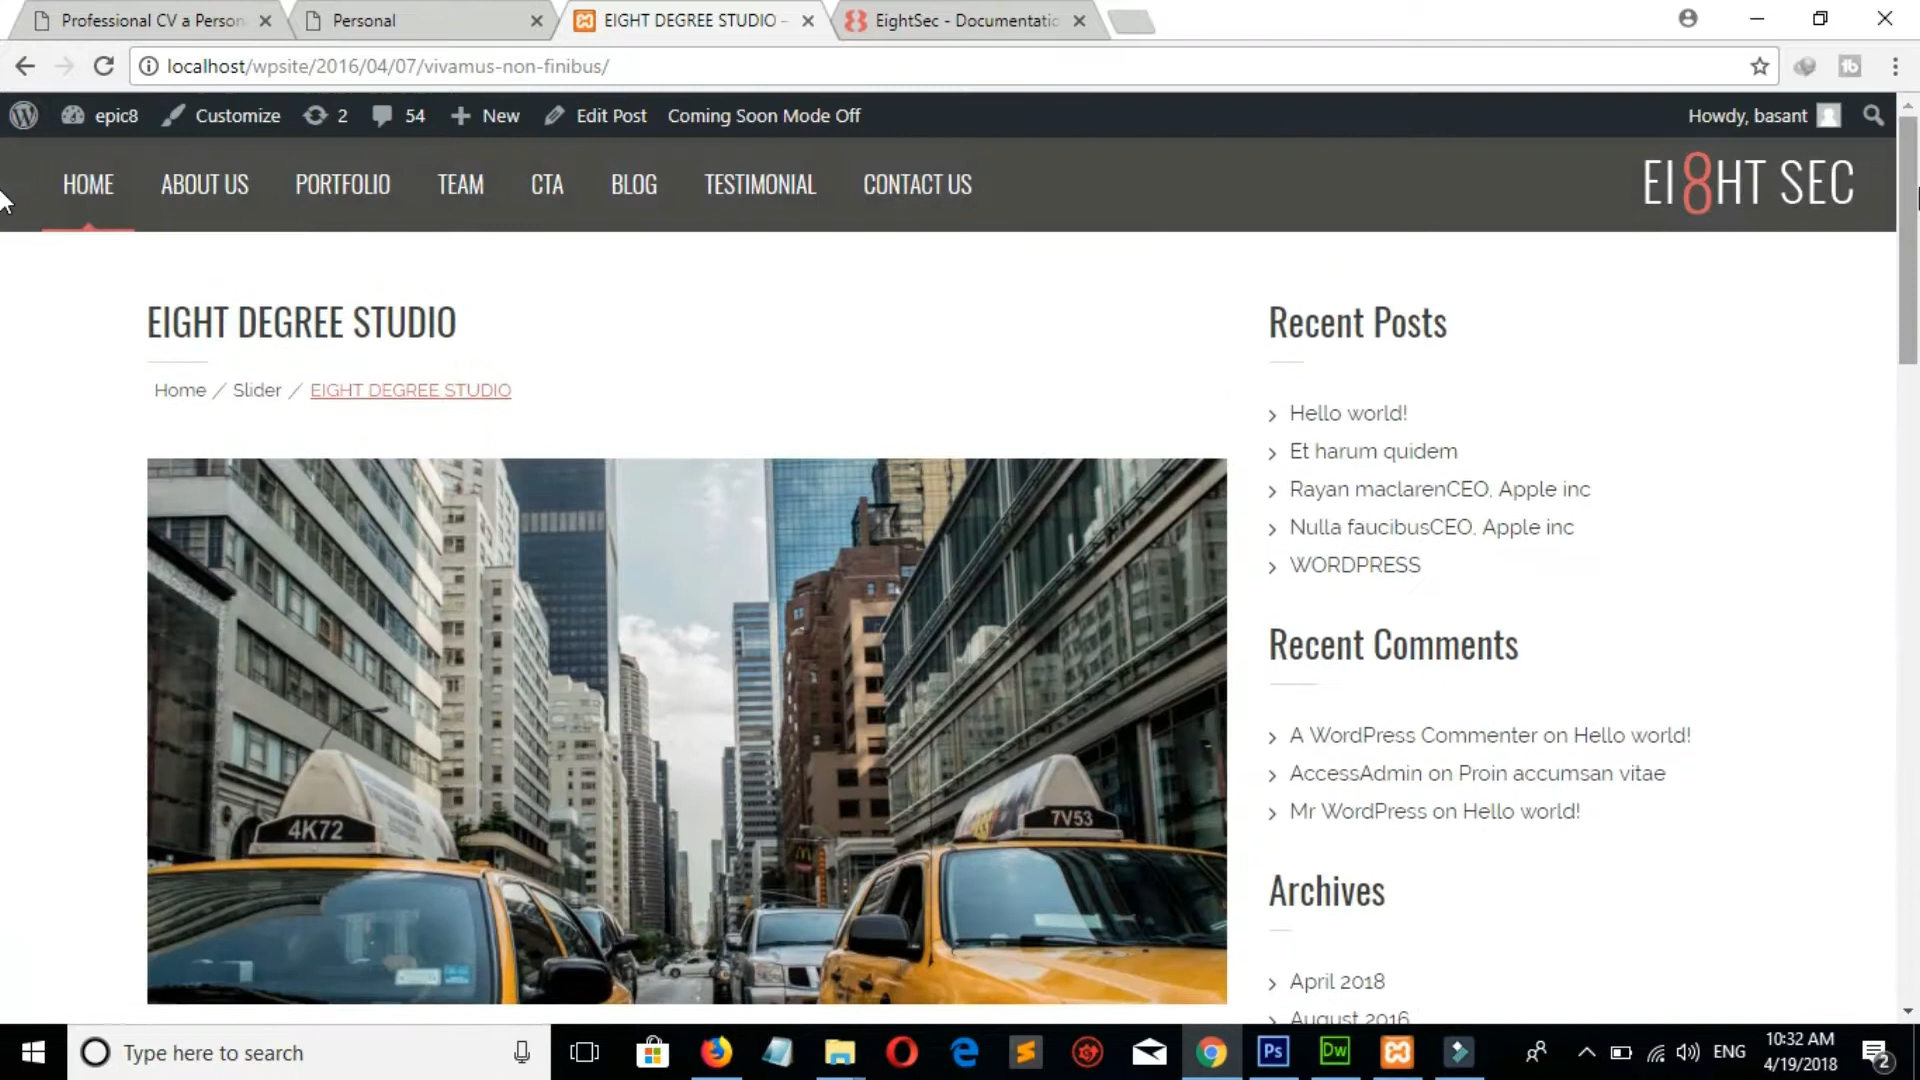 Professional CV a Person
Personal
EIGHT DEGREE STUDIO –
EightSec - Documentatio
localhost/wpsite/2016/04/07/vivamus-non-finibus/
epic8 Customize 2 54 New Edit Post Coming Soon Mode Off Howdy, basant
HOME ABOUT US PORTFOLIO TEAM CTA BLOG TESTIMONIAL CONTACT US
EI8HT SEC
EIGHT DEGREE STUDIO
Home / Slider / EIGHT DEGREE STUDIO
4K72
7V53
Recent Posts
Hello world!
Et harum quidem
Rayan maclarenCEO, Apple inc
Nulla faucibusCEO, Apple inc
WORDPRESS
Recent Comments
A WordPress Commenter on Hello world!
AccessAdmin on Proin accumsan vitae
Mr WordPress on Hello world!
Archives
April 2018
August 2016
Type here to search
Ps
Dw
ENG
10:32 AM
4/19/2018
2